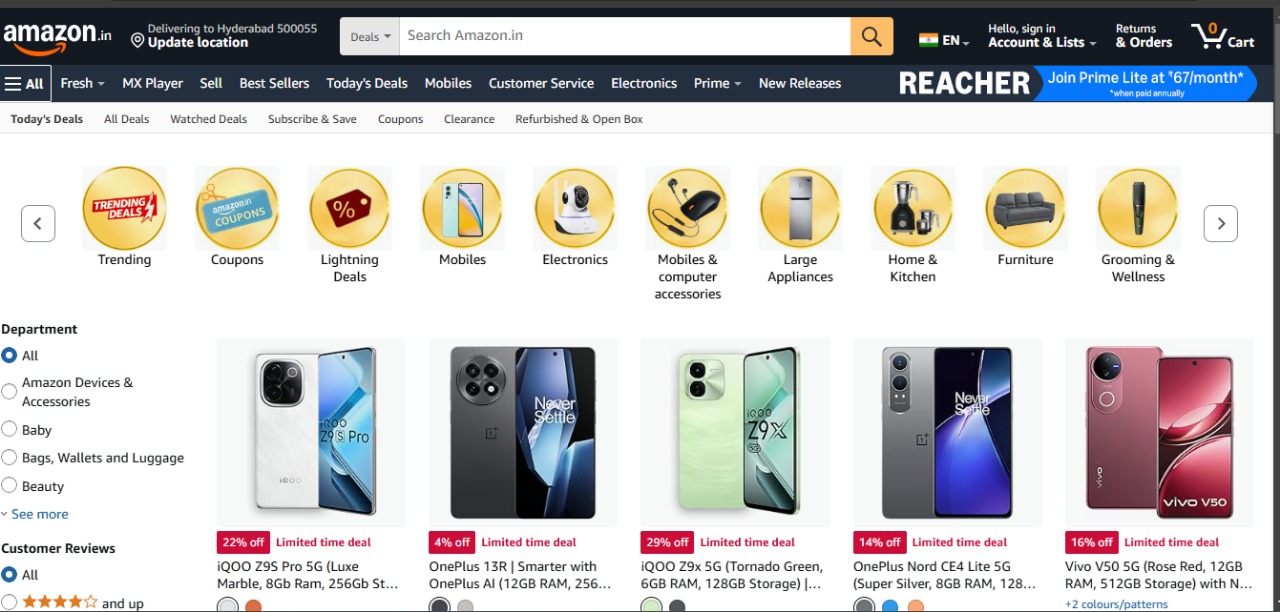 amazon.in
Delivering to Hyderabad 500055
Update location
Deals
Search Amazon.in
EN
Hello, sign in
Account & Lists
Returns
& Orders
0
Cart
All
Fresh
MX Player
Sell
Best Sellers
Today's Deals
Mobiles
Customer Service
Electronics
Prime
New Releases
REACHER
Join Prime Lite at ₹67/month*
*when paid annually
Today's Deals
All Deals
Watched Deals
Subscribe & Save
Coupons
Clearance
Refurbished & Open Box
TRENDING
DEALS
amazon.in
COUPONS
%
Trending
Coupons
Lightning
Deals
Mobiles
Electronics
Mobiles &
computer
accessories
Large
Appliances
Home &
Kitchen
Furniture
Grooming &
Wellness
Department
All
Amazon Devices &
Accessories
Baby
Bags, Wallets and Luggage
Beauty
See more
Customer Reviews
All
and up
iQOO
Z9S Pro
iQOO
22% off
Limited time deal
iQOO Z9S Pro 5G (Luxe
Marble, 8Gb Ram, 256Gb St...
Never
Settle
4% off
Limited time deal
OnePlus 13R | Smarter with
OnePlus AI (12GB RAM, 256...
iQOO
Z9X
5G
29% off
Limited time deal
iQOO Z9x 5G (Tornado Green,
6GB RAM, 128GB Storage) |...
Never
Settle
14% off
Limited time deal
OnePlus Nord CE4 Lite 5G
(Super Silver, 8GB RAM, 128...
vivo
vivo V50
16% off
Limited time deal
Vivo V50 5G (Rose Red, 12GB
RAM, 512GB Storage) with N...
+2 colours/patterns